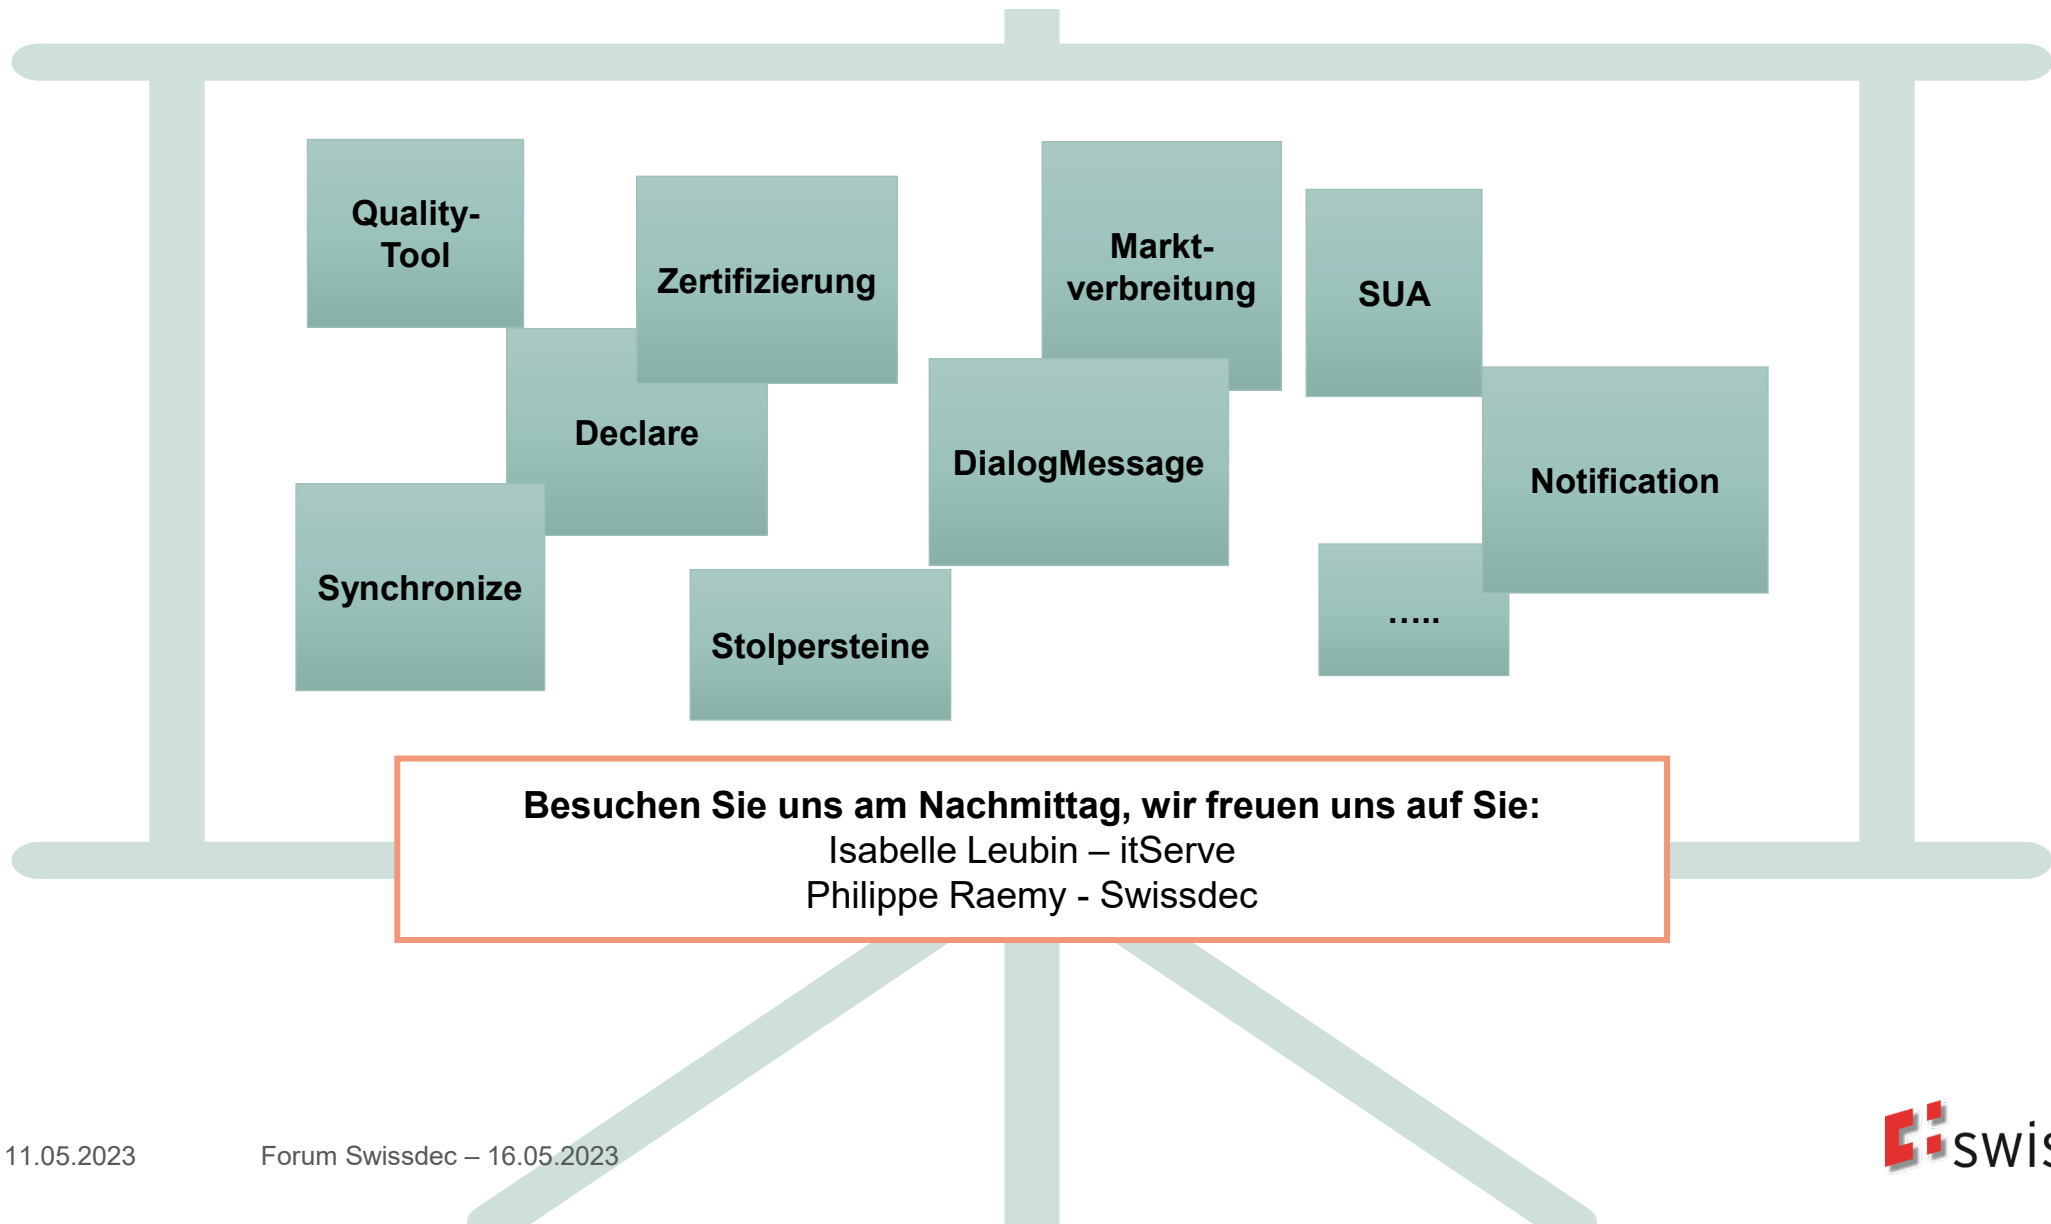 Quality-
Tool
Zertifizierung
Markt-
verbreitung
SUA
Declare
DialogMessage
Notification
Synchronize
Stolpersteine
…..
Besuchen Sie uns am Nachmittag, wir freuen uns auf Sie:
Isabelle Leubin – itServe
Philippe Raemy - Swissdec
11.05.2023
Forum Swissdec – 16.05.2023
swis